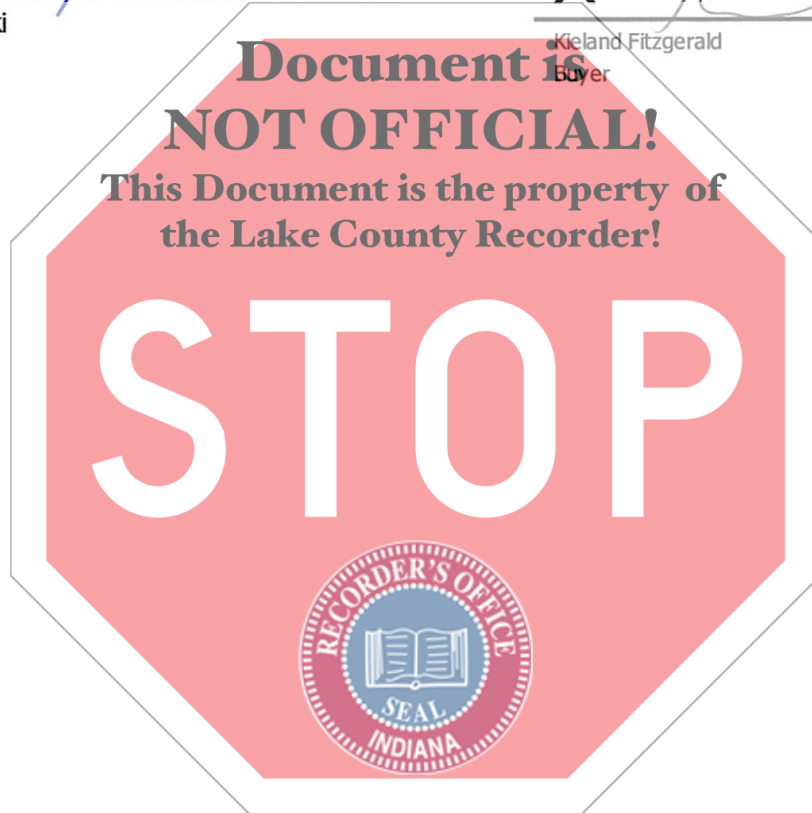 ki
Kieland Fitzgerald
Buyer
Document is
NOT OFFICIAL!
This Document is the property of
the Lake County Recorder!
STOP
RECORDER'S OFFICE
SEAL
INDIANA